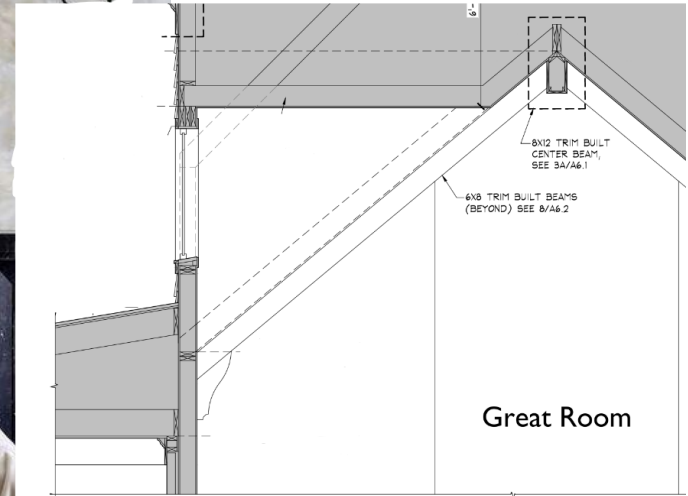 6'-
8X12 TRIM BUILT
CENTER BEAM,
SEE 3A/A6.1
6X8 TRIM BUILT BEAMS
(BEYOND) SEE 8/A6.2
Great Room